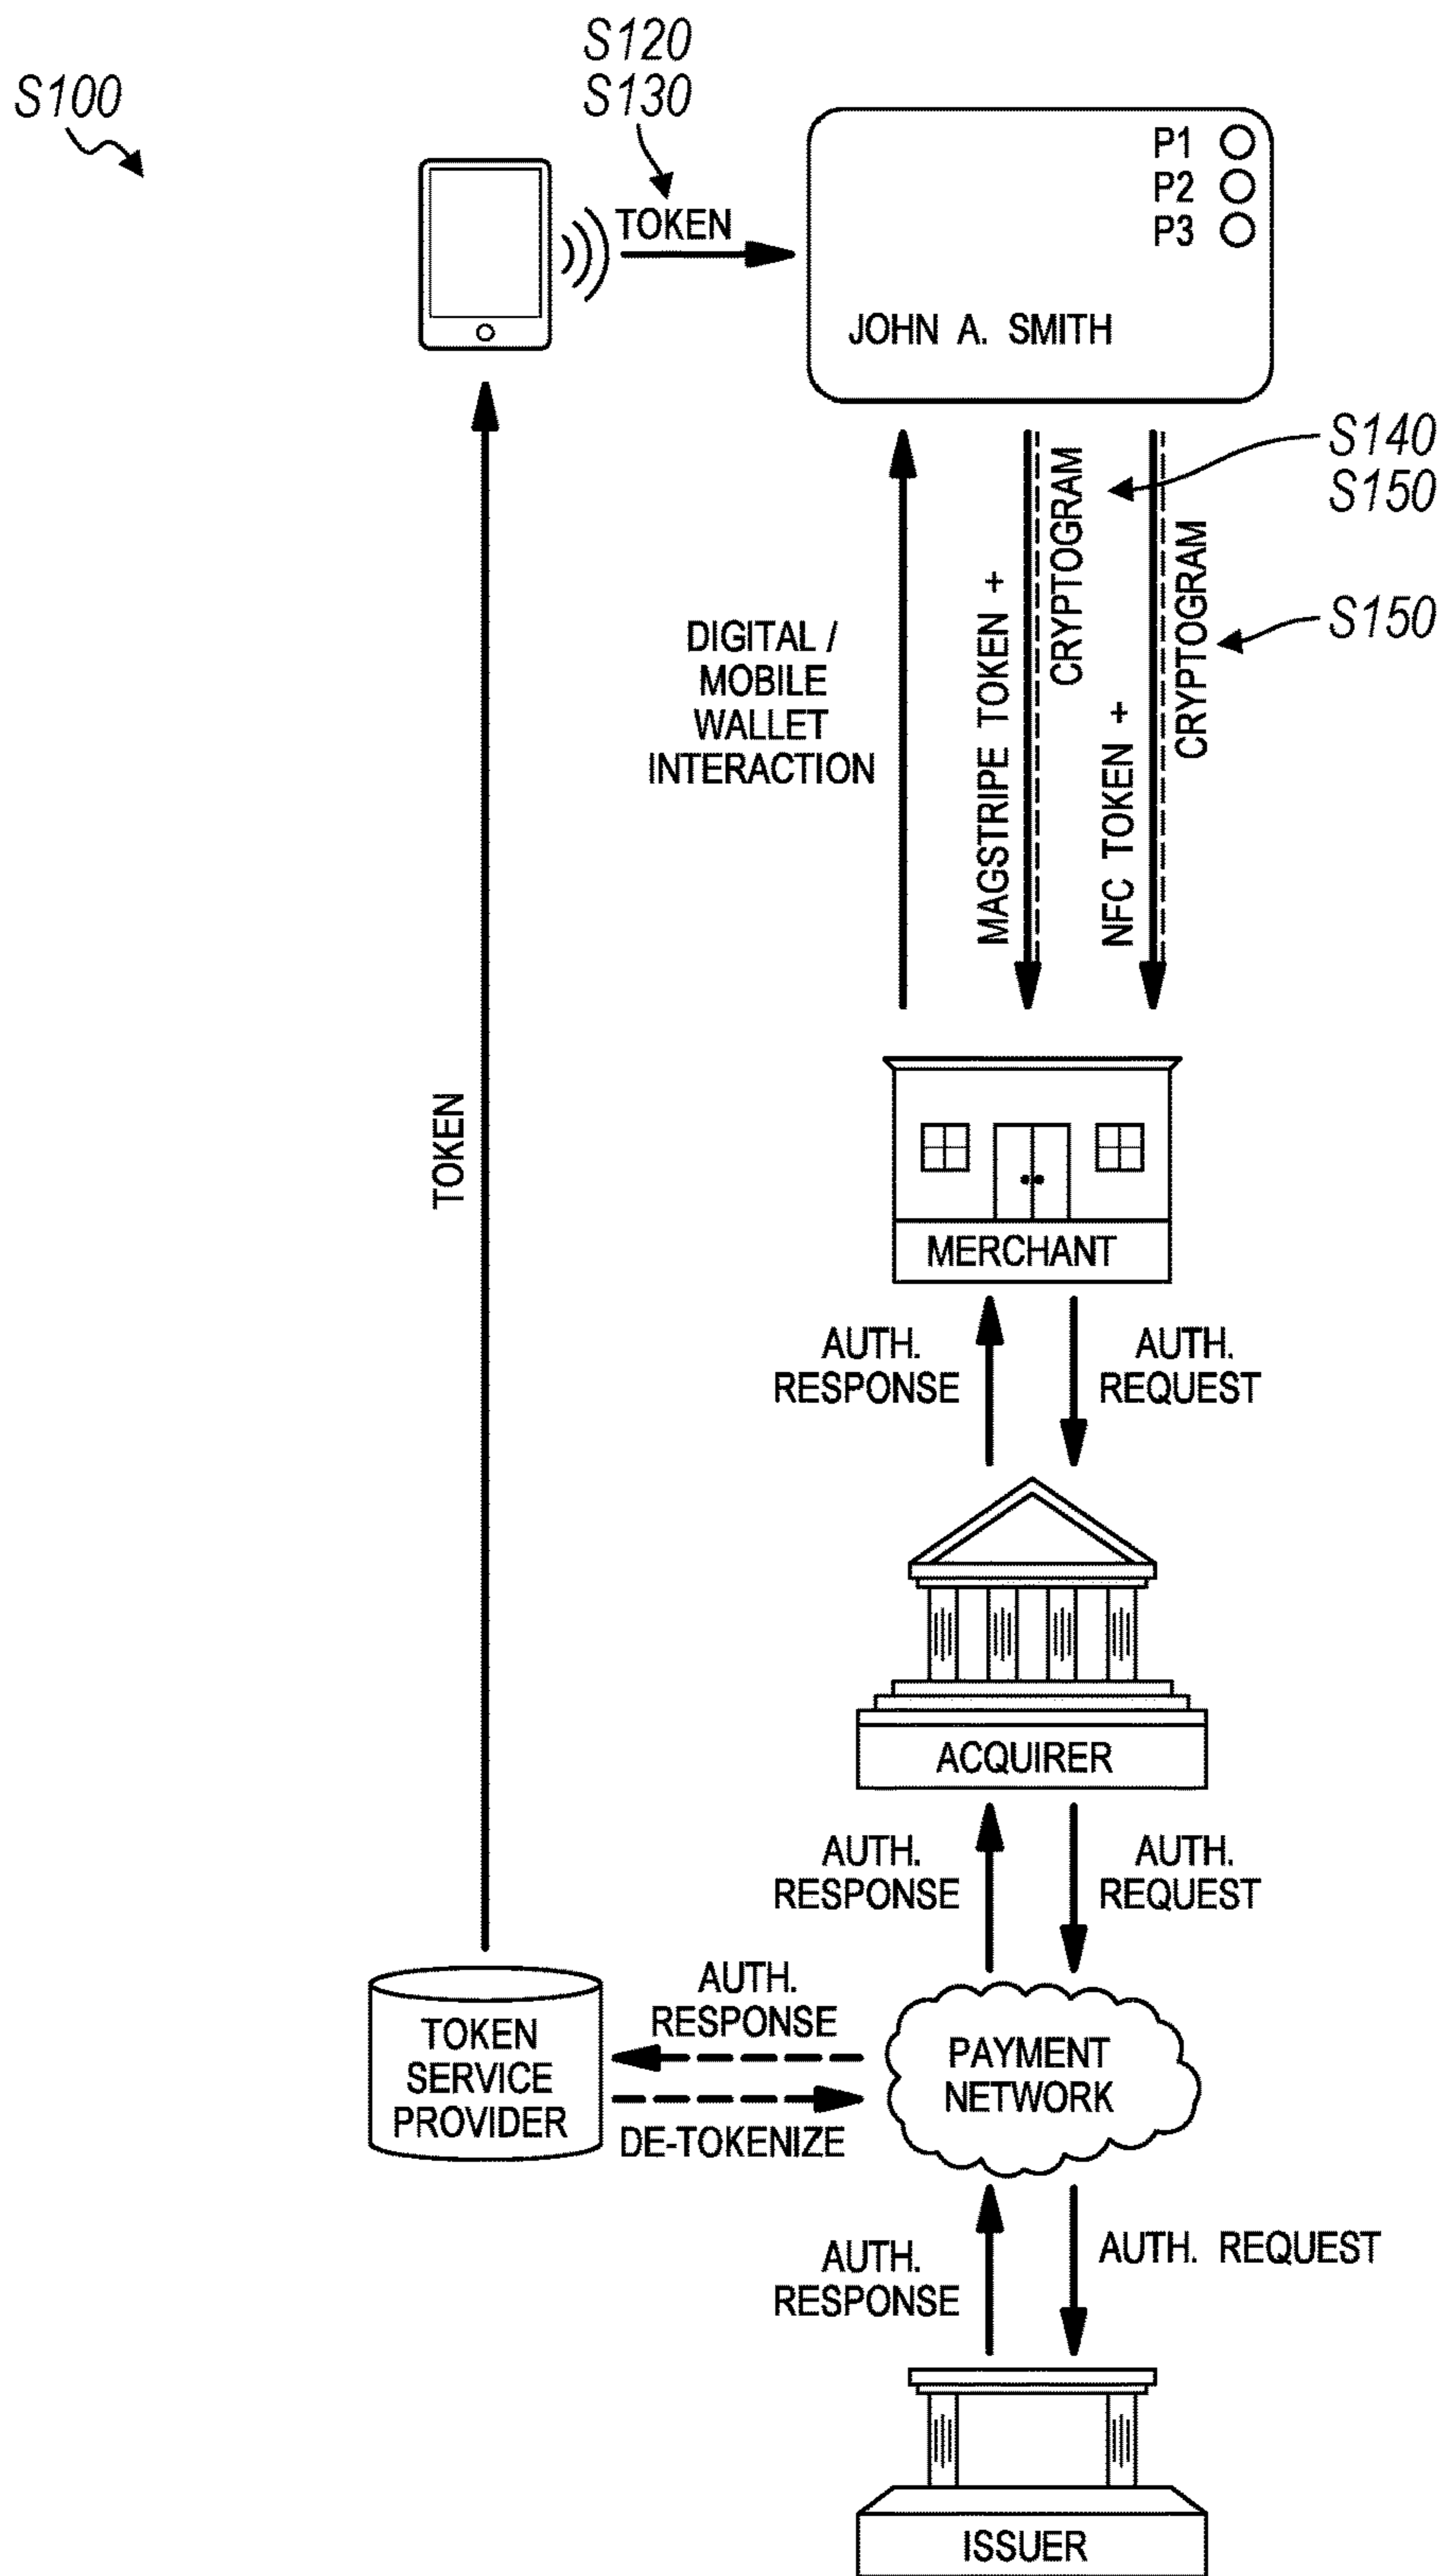 S100
S120
S130
TOKEN
P1
P2
P3
JOHN A. SMITH
S140
S150
S150
DIGITAL /
MOBILE
WALLET
INTERACTION
MAGSTRIPE TOKEN +
CRYPTOGRAM
NFC TOKEN +
CRYPTOGRAM
TOKEN
MERCHANT
AUTH.
RESPONSE
AUTH.
REQUEST
ACQUIRER
AUTH.
RESPONSE
AUTH.
REQUEST
TOKEN
SERVICE
PROVIDER
AUTH.
RESPONSE
DE-TOKENIZE
PAYMENT
NETWORK
AUTH.
RESPONSE
AUTH. REQUEST
ISSUER